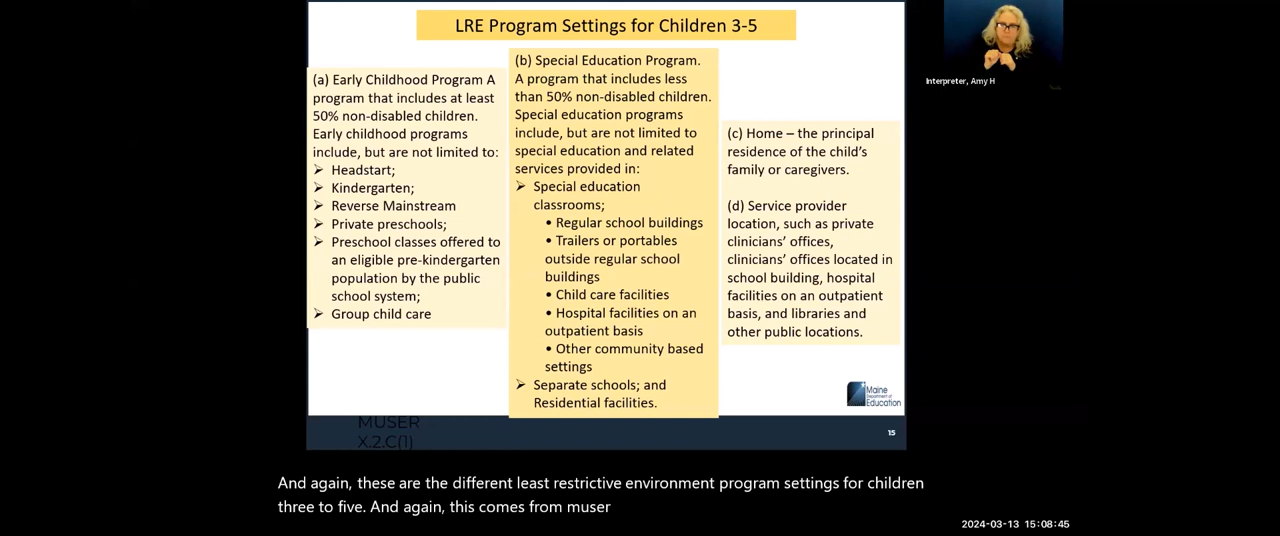 LRE Program Settings for Children 3-5
(a) Early Childhood Program A
program that includes at least
50% non-disabled children.
Early childhood programs
include, but are not limited to:
➤ Headstart;
➤ Kindergarten;
➤ Reverse Mainstream
➤ Private preschools;
➤ Preschool classes offered to
an eligible pre-kindergarten
population by the public
school system;
➤ Group child care
(b) Special Education Program.
A program that includes less
than 50% non-disabled children.
Special education programs
include, but are not limited to
special education and related
services provided in:
➤ Special education
classrooms;
• Regular school buildings
• Trailers or portables
outside regular school
buildings
• Child care facilities
• Hospital facilities on an
outpatient basis
• Other community based
settings
➤ Separate schools; and
Residential facilities.
(c) Home – the principal
residence of the child’s
family or caregivers.
(d) Service provider
location, such as private
clinicians’ offices,
clinicians’ offices located in
school building, hospital
facilities on an outpatient
basis, and libraries and
other public locations.
Maine
Department of
Education
MUSER
X.2.C(1)
15
Interpreter, Amy H
And again, these are the different least restrictive environment program settings for children
three to five. And again, this comes from muser
2024-03-13 15:08:45